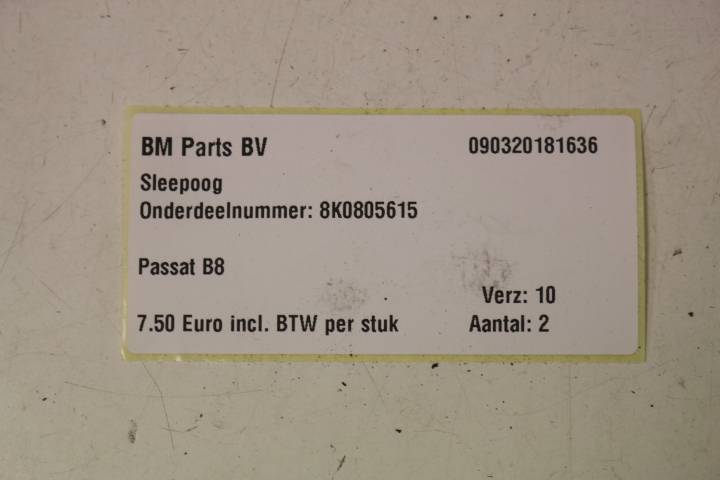 BM Parts BV 090320181636
Sleepoog
Onderdeelnummer: 8K0805615
Passat B8
Verz: 10
7.50 Euro incl. BTW per stuk Aantal: 2